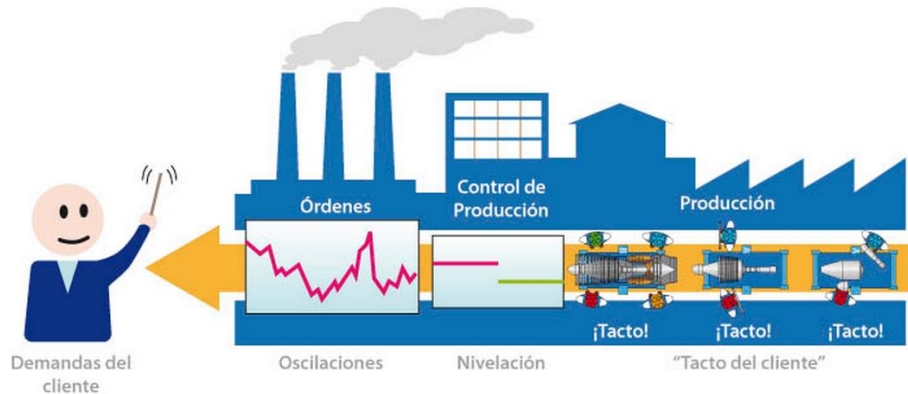 Órdenes
Control de
Producción
Producción
¡Tacto!
¡Tacto!
¡Tacto!
Demandas del
cliente
Oscilaciones
Nivelación
“Tacto del cliente”